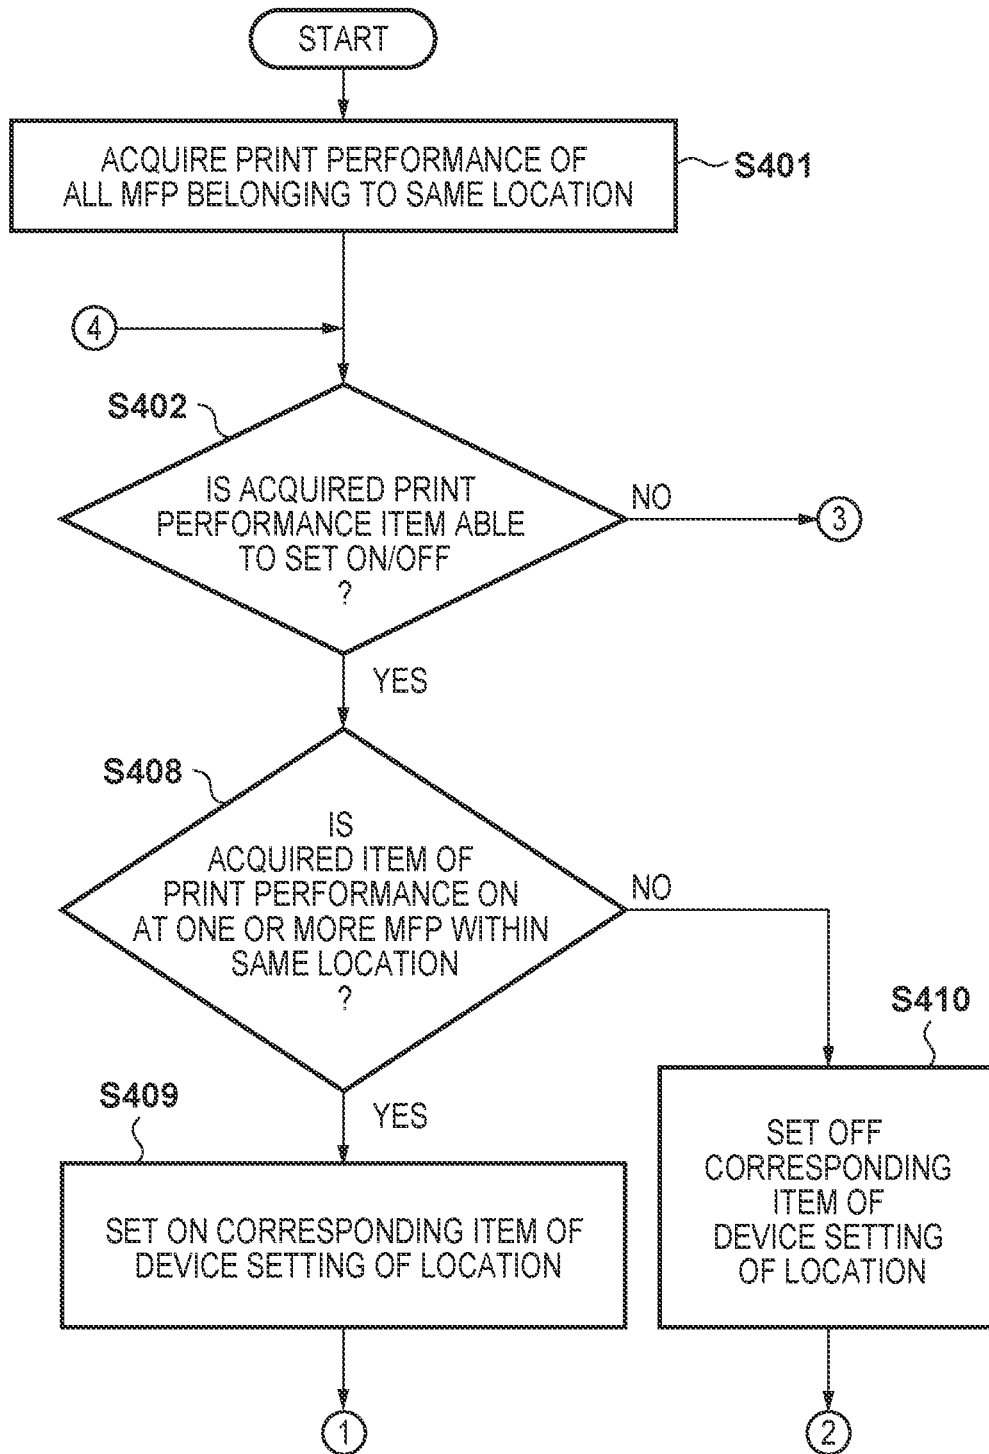 START
ACQUIRE PRINT PERFORMANCE OF
ALL MFP BELONGING TO SAME LOCATION
S401
4
S402
IS ACQUIRED PRINT
PERFORMANCE ITEM ABLE
TO SET ON/OFF
?
NO
3
YES
S408
IS
ACQUIRED ITEM OF
PRINT PERFORMANCE ON
AT ONE OR MORE MFP WITHIN
SAME LOCATION
?
NO
S410
S409
YES
SET ON CORRESPONDING ITEM OF
DEVICE SETTING OF LOCATION
SET OFF
CORRESPONDING
ITEM OF
DEVICE SETTING
OF LOCATION
1
2